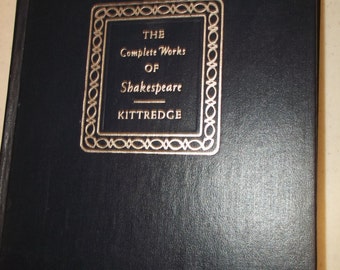 THE
Complete Works
OF
Shakespeare
KITTREDGE